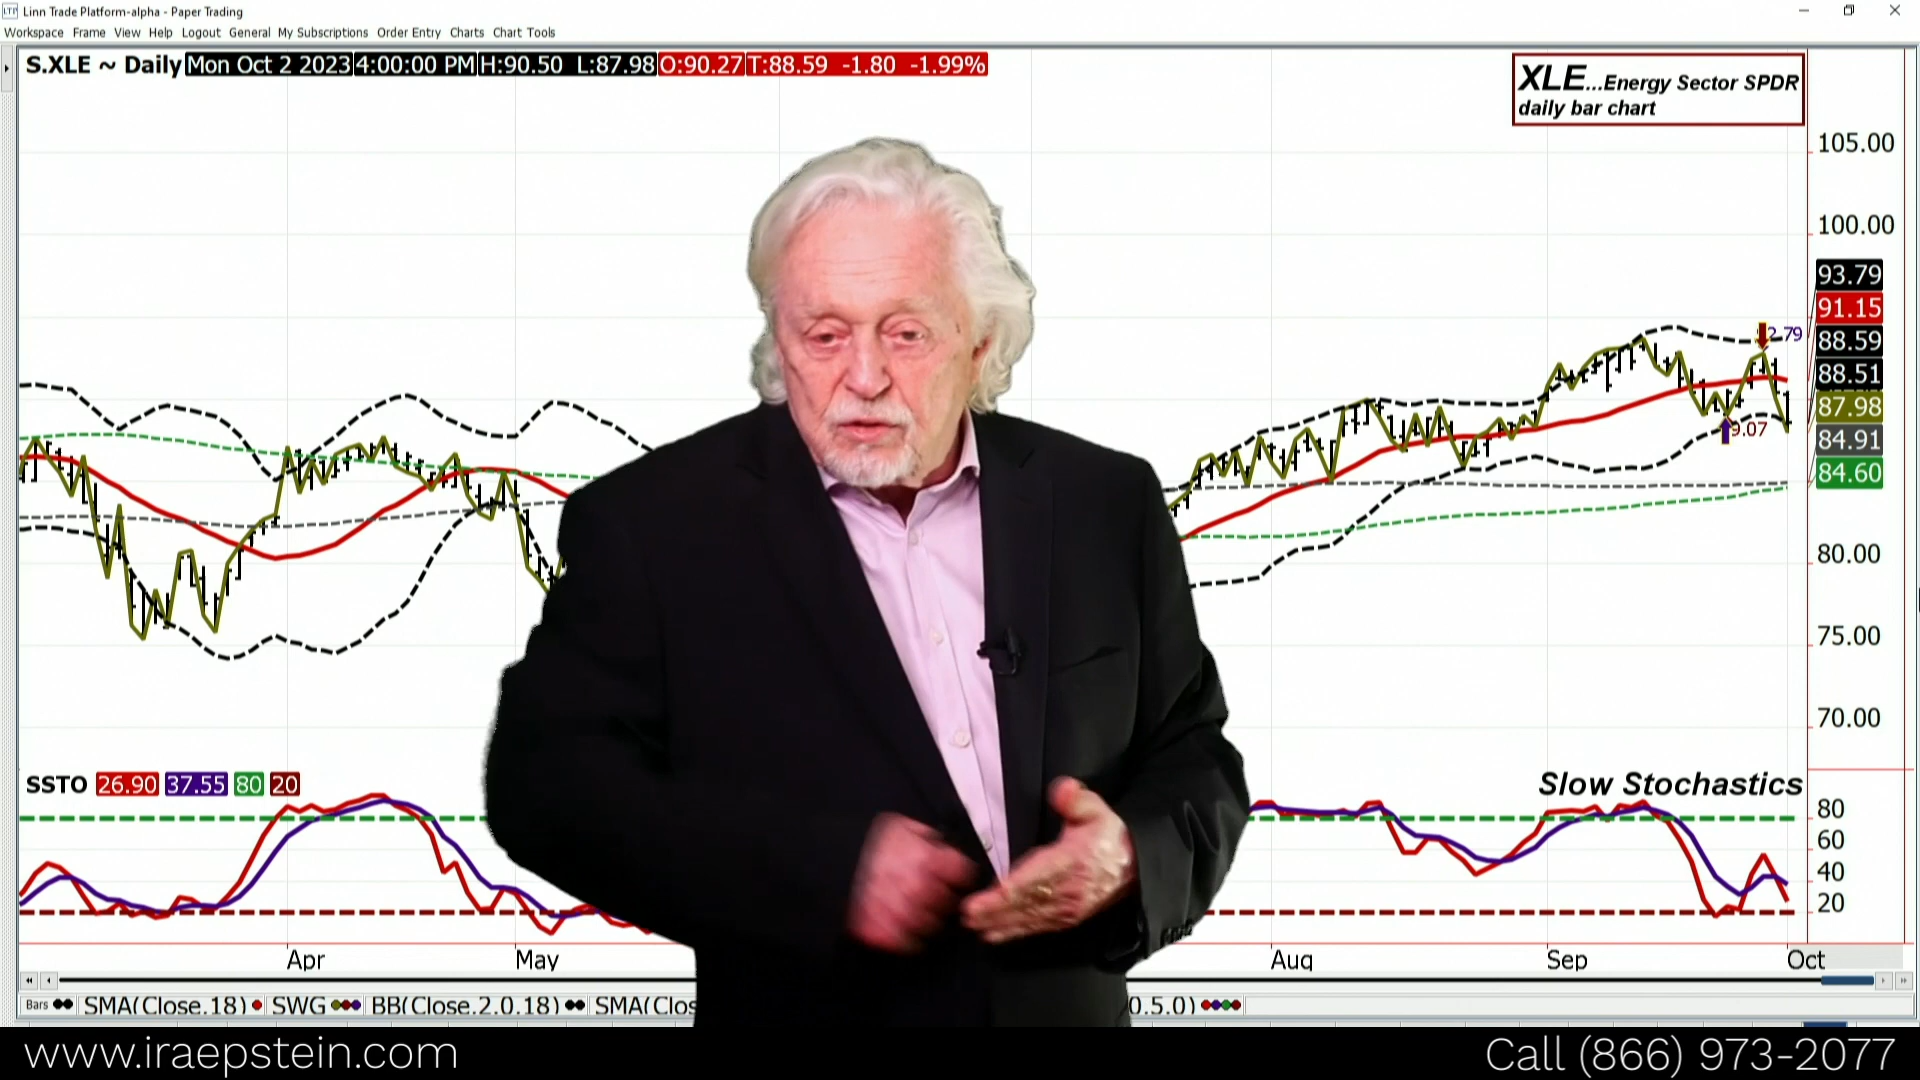 Linn Trade Platform-alpha - Paper Trading
Workspace Frame View Help Logout General My Subscriptions Order Entry Charts Chart Tools
S.XLE ~ Daily Mon Oct 2 2023 4:00:00 PM H:90.50 L:87.98 O:90.27 T:88.59 -1.80 -1.99%
XLE...Energy Sector SPDR
daily bar chart
105.00
100.00
93.79
91.15
2.79
88.59
88.51
87.98
9.07
84.91
84.60
80.00
75.00
70.00
SSTO 26.90 37.55 80 20
Slow Stochastics
80
60
40
20
Apr May Aug Sep Oct
Bars SMA(Close,18) SWG BB(Close,2.0,18) SMA(Clos 0.5.0)
www.iraepstein.com
Call (866) 973-2077